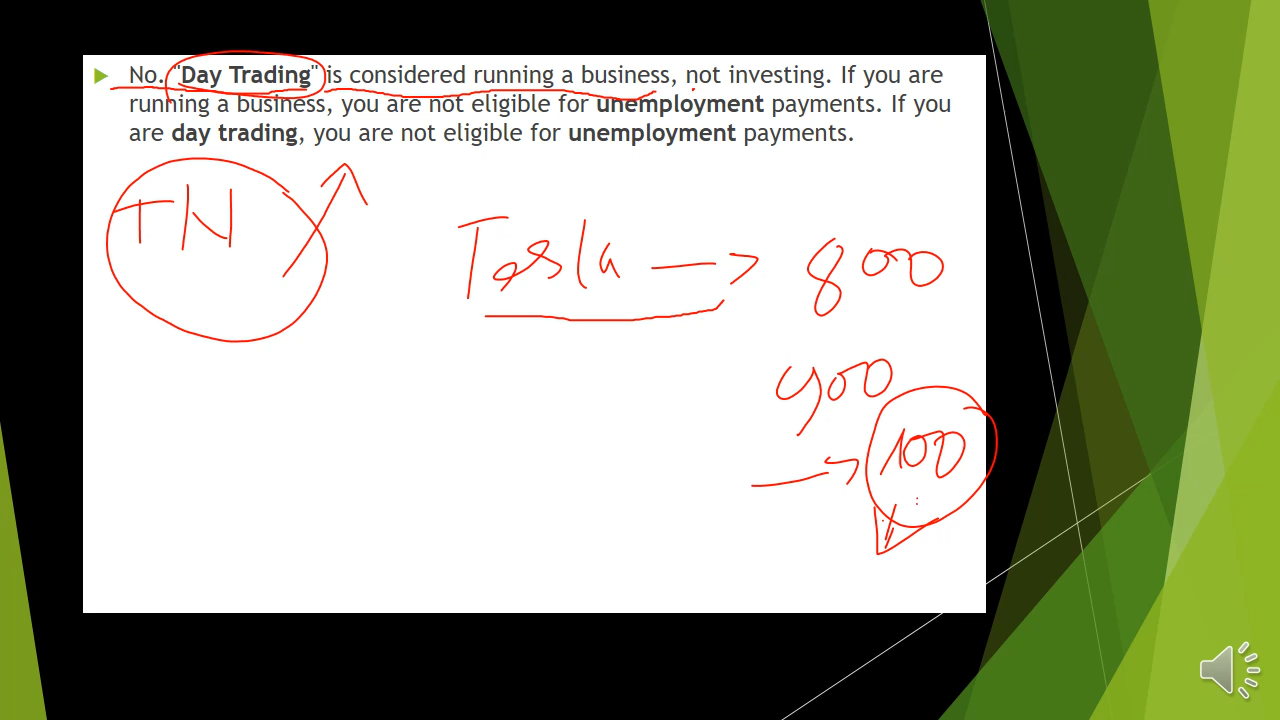 No. "Day Trading" is considered running a business, not investing. If you are
running a business, you are not eligible for unemployment payments. If you
are day trading, you are not eligible for unemployment payments.
TN
Tesla → 800
900
→ 100